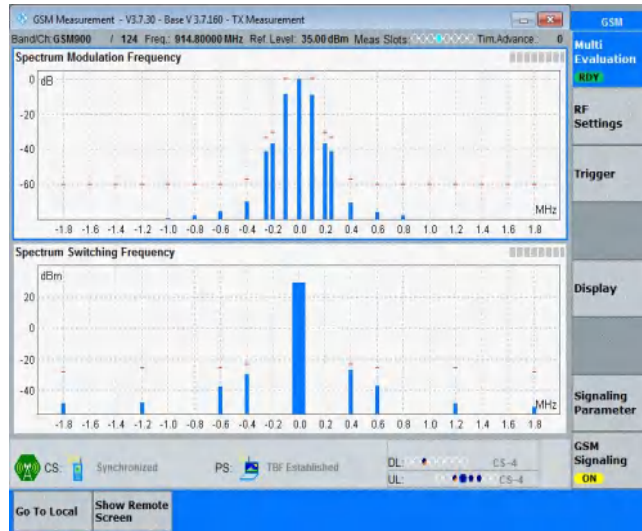 GSM Measurement - V3.7.30 - Base V 3.7.160 - TX Measurement
GSM
Band/Ch: GSM900 / 124 Freq.: 914.80000 MHz Ref. Level: 35.00 dBm Meas Slots: Tim.Advance: 0
Multi Evaluation
RDY
Spectrum Modulation Frequency
dB
0
-20
-40
-60
MHz
-1.8 -1.6 -1.4 -1.2 -1.0 -0.8 -0.6 -0.4 -0.2 0.0 0.2 0.4 0.6 0.8 1.0 1.2 1.4 1.6 1.8
RF Settings
Trigger
Spectrum Switching Frequency
dBm
20
0
-20
-40
MHz
-1.8 -1.6 -1.4 -1.2 -1.0 -0.8 -0.6 -0.4 -0.2 0.0 0.2 0.4 0.6 0.8 1.0 1.2 1.4 1.6 1.8
Display
Signaling Parameter
CS: Synchronized PS: TBF Established DL: CS-4
UL: CS-4
GSM Signaling
ON
Go To Local
Show Remote Screen